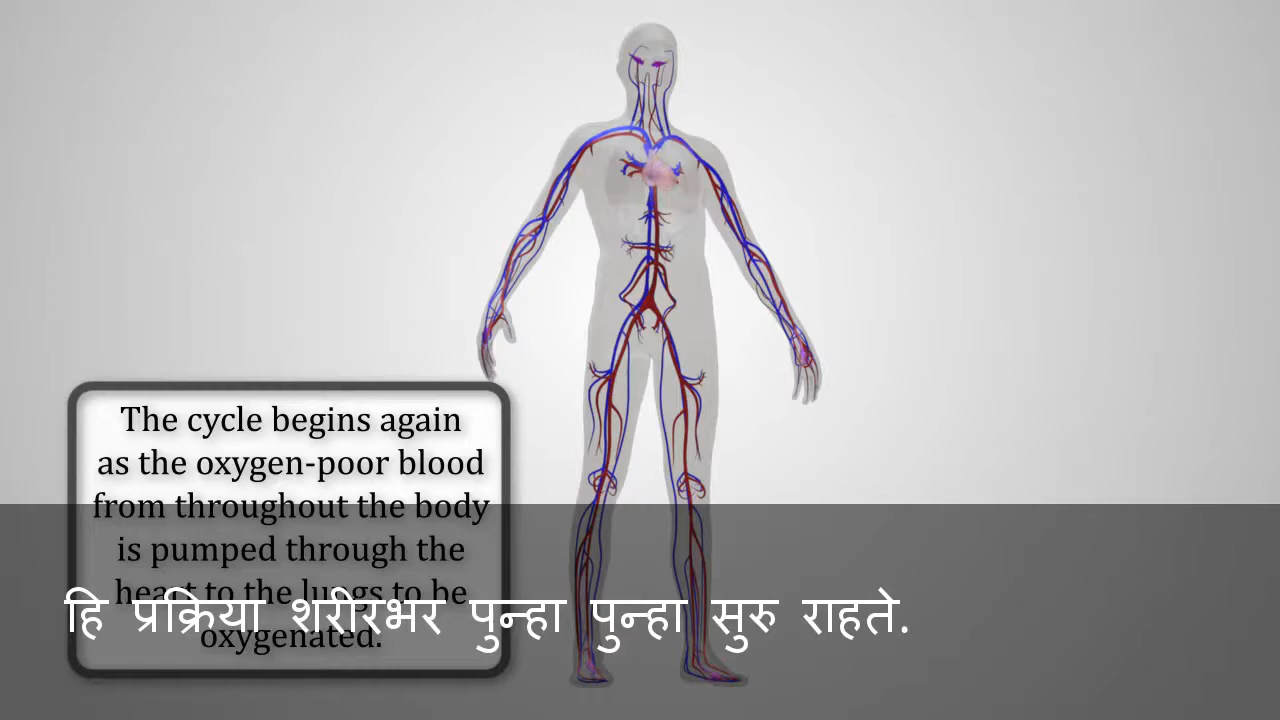 The cycle begins again
as the oxygen-poor blood
from throughout the body
is pumped through the
heart to the lungs to be
oxygenated.
हि प्रक्रिया शरीरभर पुन्हा पुन्हा सुरु राहते.